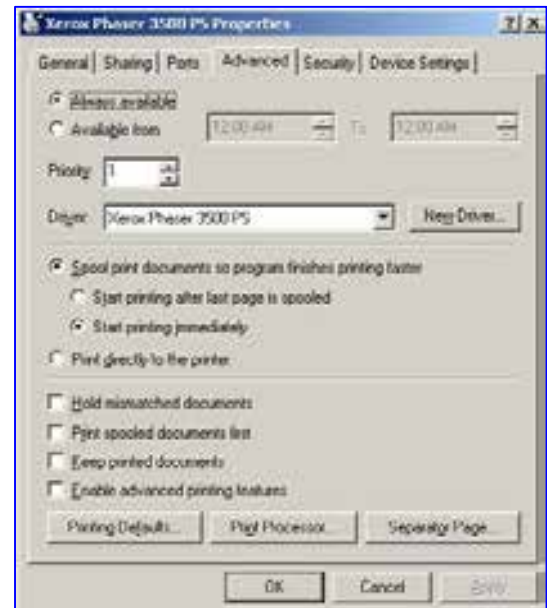 Xerox Phaser 3500 PS Properties
General Sharing Ports Advanced Security Device Settings
Always available
Available from 12:00 AM To 12:00 AM
Priority: 1
Driver: Xerox Phaser 3500 PS New Driver...
Spool print documents so program finishes printing faster
Start printing after last page is spooled
Start printing immediately
Print directly to the printer
Hold mismatched documents
Print spooled documents first
Keep printed documents
Enable advanced printing features
Printing Defaults... Print Processor... Separator Page...
OK Cancel Apply